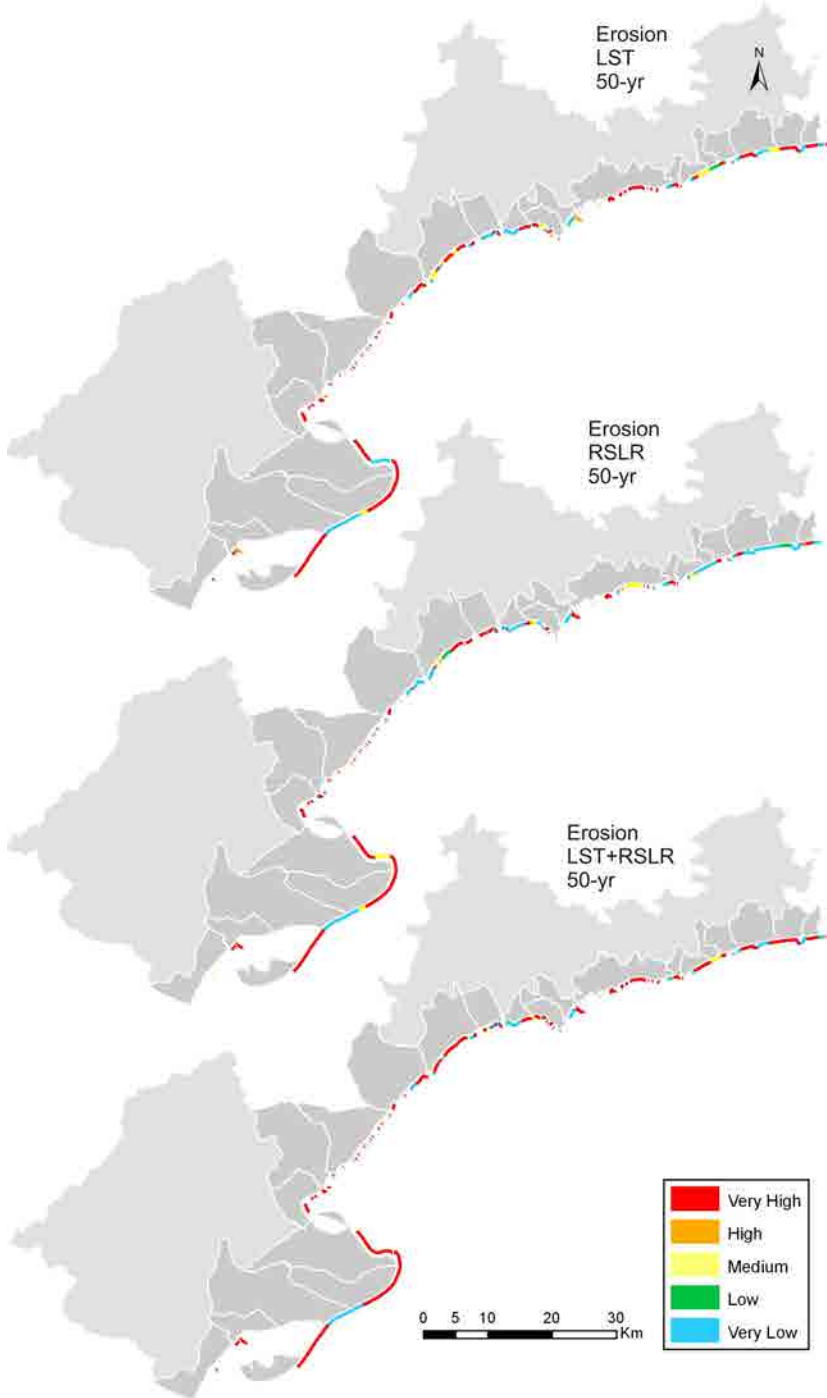 Erosion
LST
50-yr
N
Erosion
RSLR
50-yr
Erosion
LST+RSLR
50-yr
Very High
High
Medium
Low
Very Low
0 5 10 20 30
Km